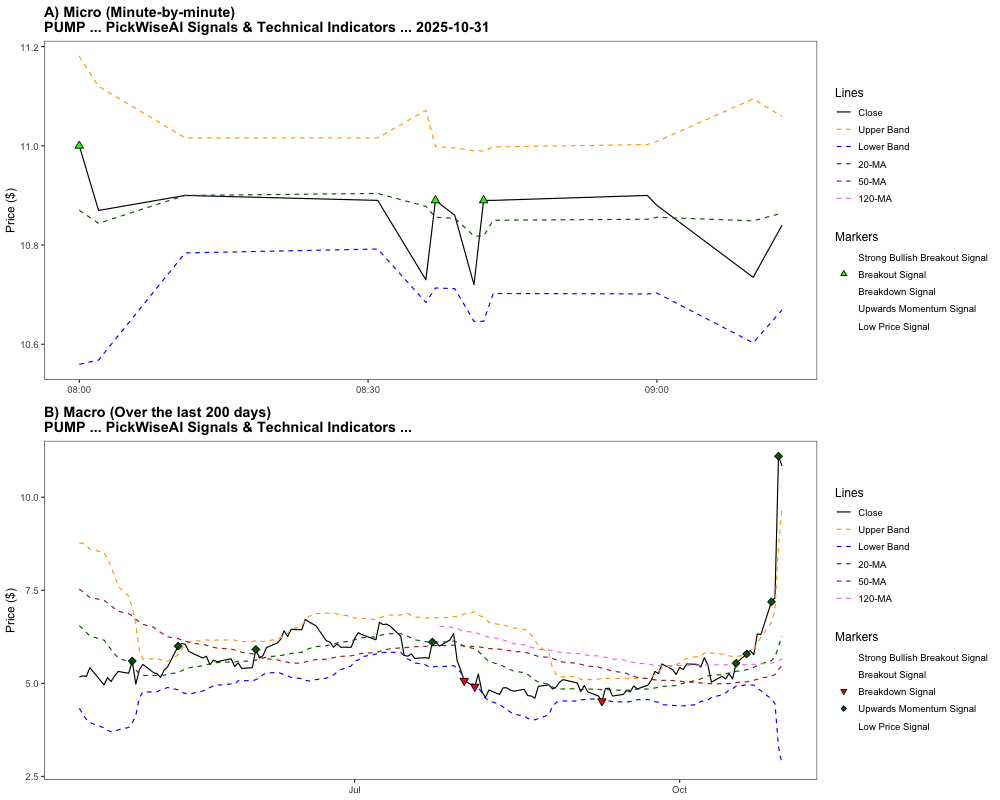 A) Micro (Minute-by-minute)
PUMP ... PickWiseAI Signals & Technical Indicators ... 2025-10-31
Price ($)
11.2
11.0
10.8
10.6
08:00
08:30
09:00
Lines
Close
Upper Band
Lower Band
20-MA
50-MA
120-MA
Markers
Strong Bullish Breakout Signal
Breakout Signal
Breakdown Signal
Upwards Momentum Signal
Low Price Signal
B) Macro (Over the last 200 days)
PUMP ... PickWiseAI Signals & Technical Indicators ...
Price ($)
10.0
7.5
5.0
2.5
Jul
Oct
Lines
Close
Upper Band
Lower Band
20-MA
50-MA
120-MA
Markers
Strong Bullish Breakout Signal
Breakout Signal
Breakdown Signal
Upwards Momentum Signal
Low Price Signal